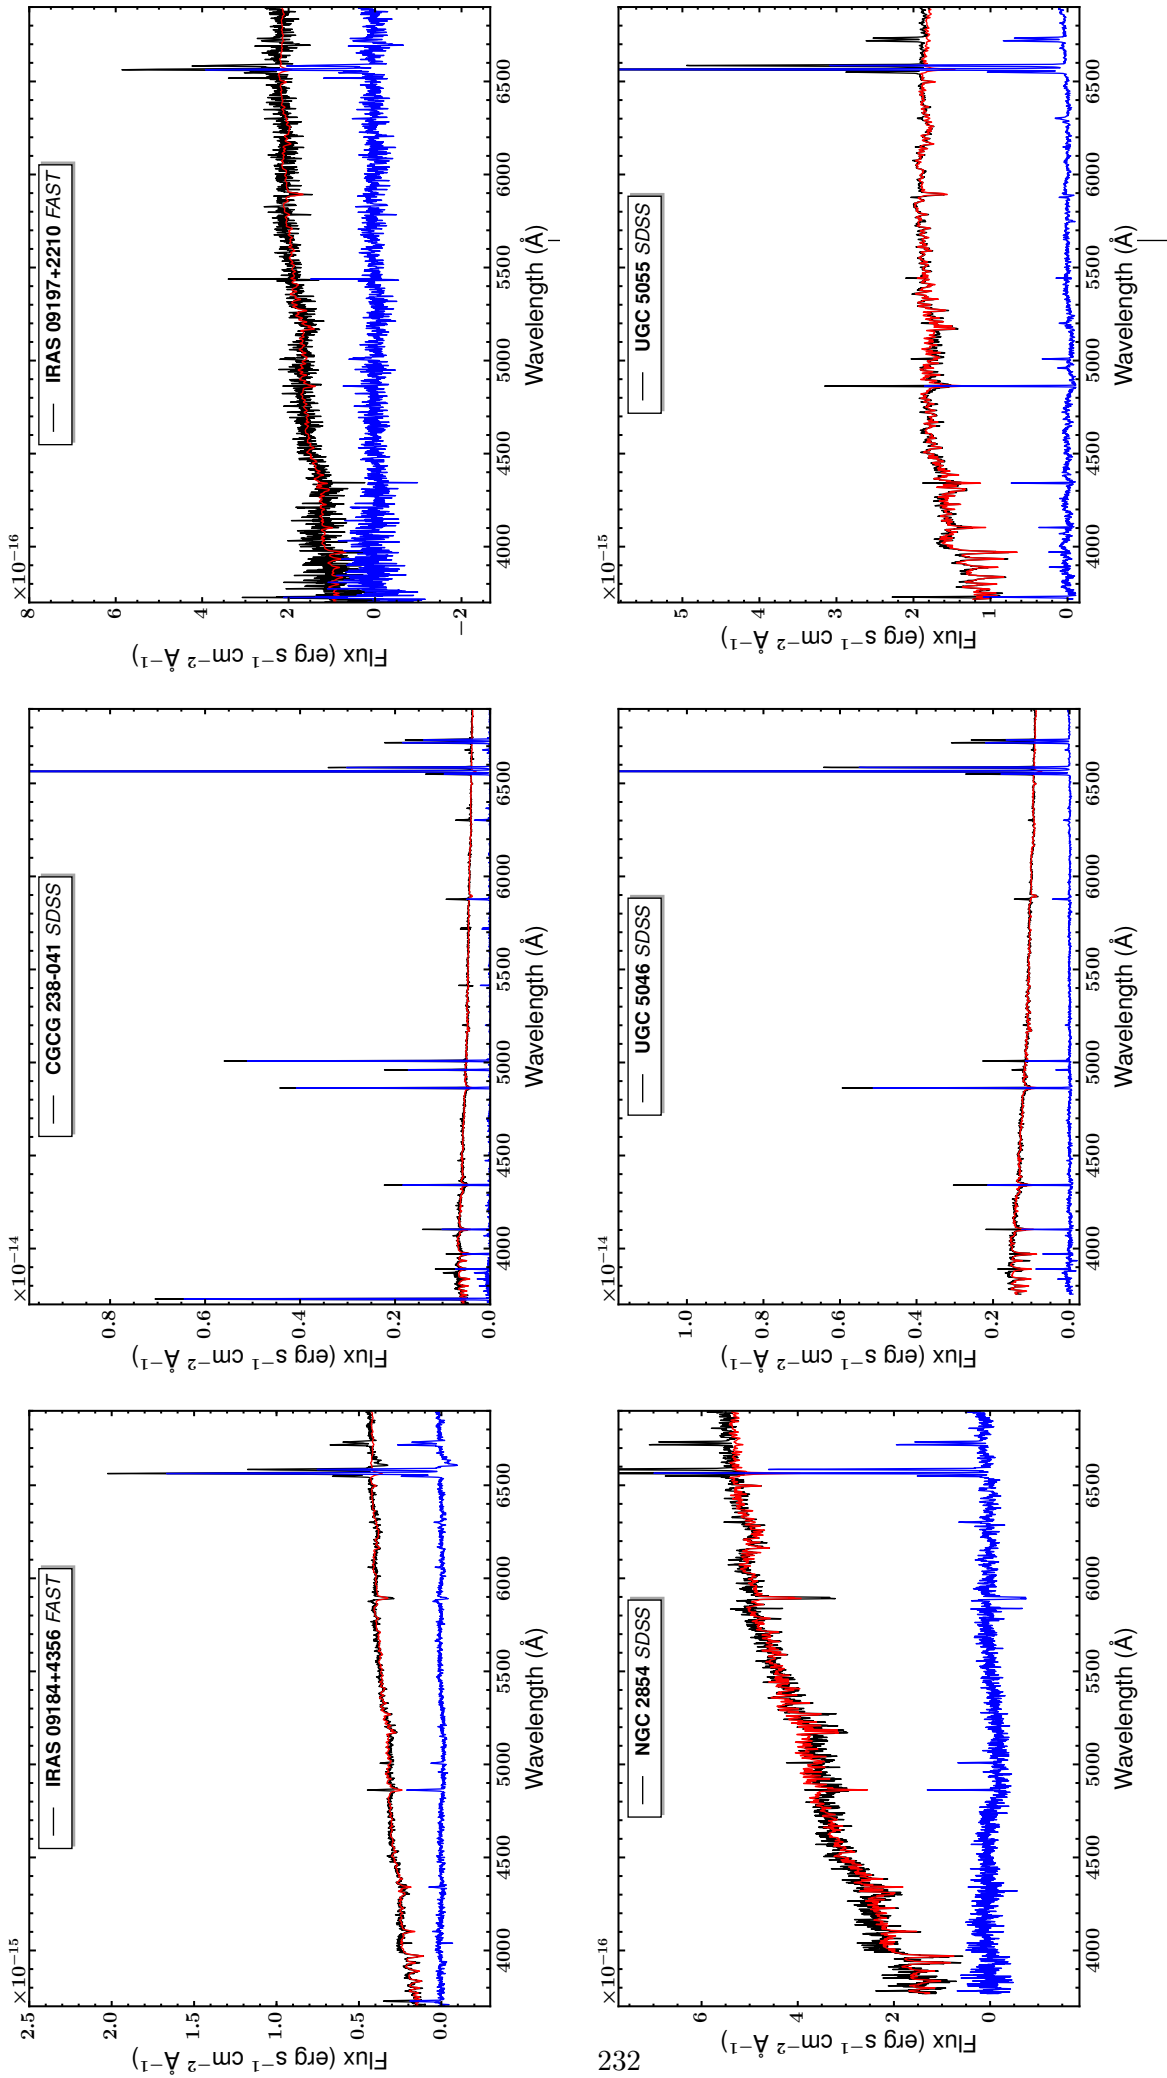 ×10⁻¹⁵
IRAS 09184+4356 FAST
Flux (erg s⁻¹ cm⁻² Å⁻¹)
2.5
2.0
1.5
1.0
0.5
0.0
4000 4500 5000 5500 6000 6500
Wavelength (Å)
×10⁻¹⁴
CGCG 238-041 SDSS
Flux (erg s⁻¹ cm⁻² Å⁻¹)
0.8
0.6
0.4
0.2
0.0
4000 4500 5000 5500 6000 6500
Wavelength (Å)
×10⁻¹⁶
IRAS 09197+2210 FAST
Flux (erg s⁻¹ cm⁻² Å⁻¹)
8
6
4
2
0
−2
4000 4500 5000 5500 6000 6500
Wavelength (Å)
×10⁻¹⁶
NGC 2854 SDSS
Flux (erg s⁻¹ cm⁻² Å⁻¹)
6
4
2
0
4000 4500 5000 5500 6000 6500
Wavelength (Å)
×10⁻¹⁴
UGC 5046 SDSS
Flux (erg s⁻¹ cm⁻² Å⁻¹)
1.0
0.8
0.6
0.4
0.2
0.0
4000 4500 5000 5500 6000 6500
Wavelength (Å)
×10⁻¹⁵
UGC 5055 SDSS
Flux (erg s⁻¹ cm⁻² Å⁻¹)
5
4
3
2
1
0
4000 4500 5000 5500 6000 6500
Wavelength (Å)
232